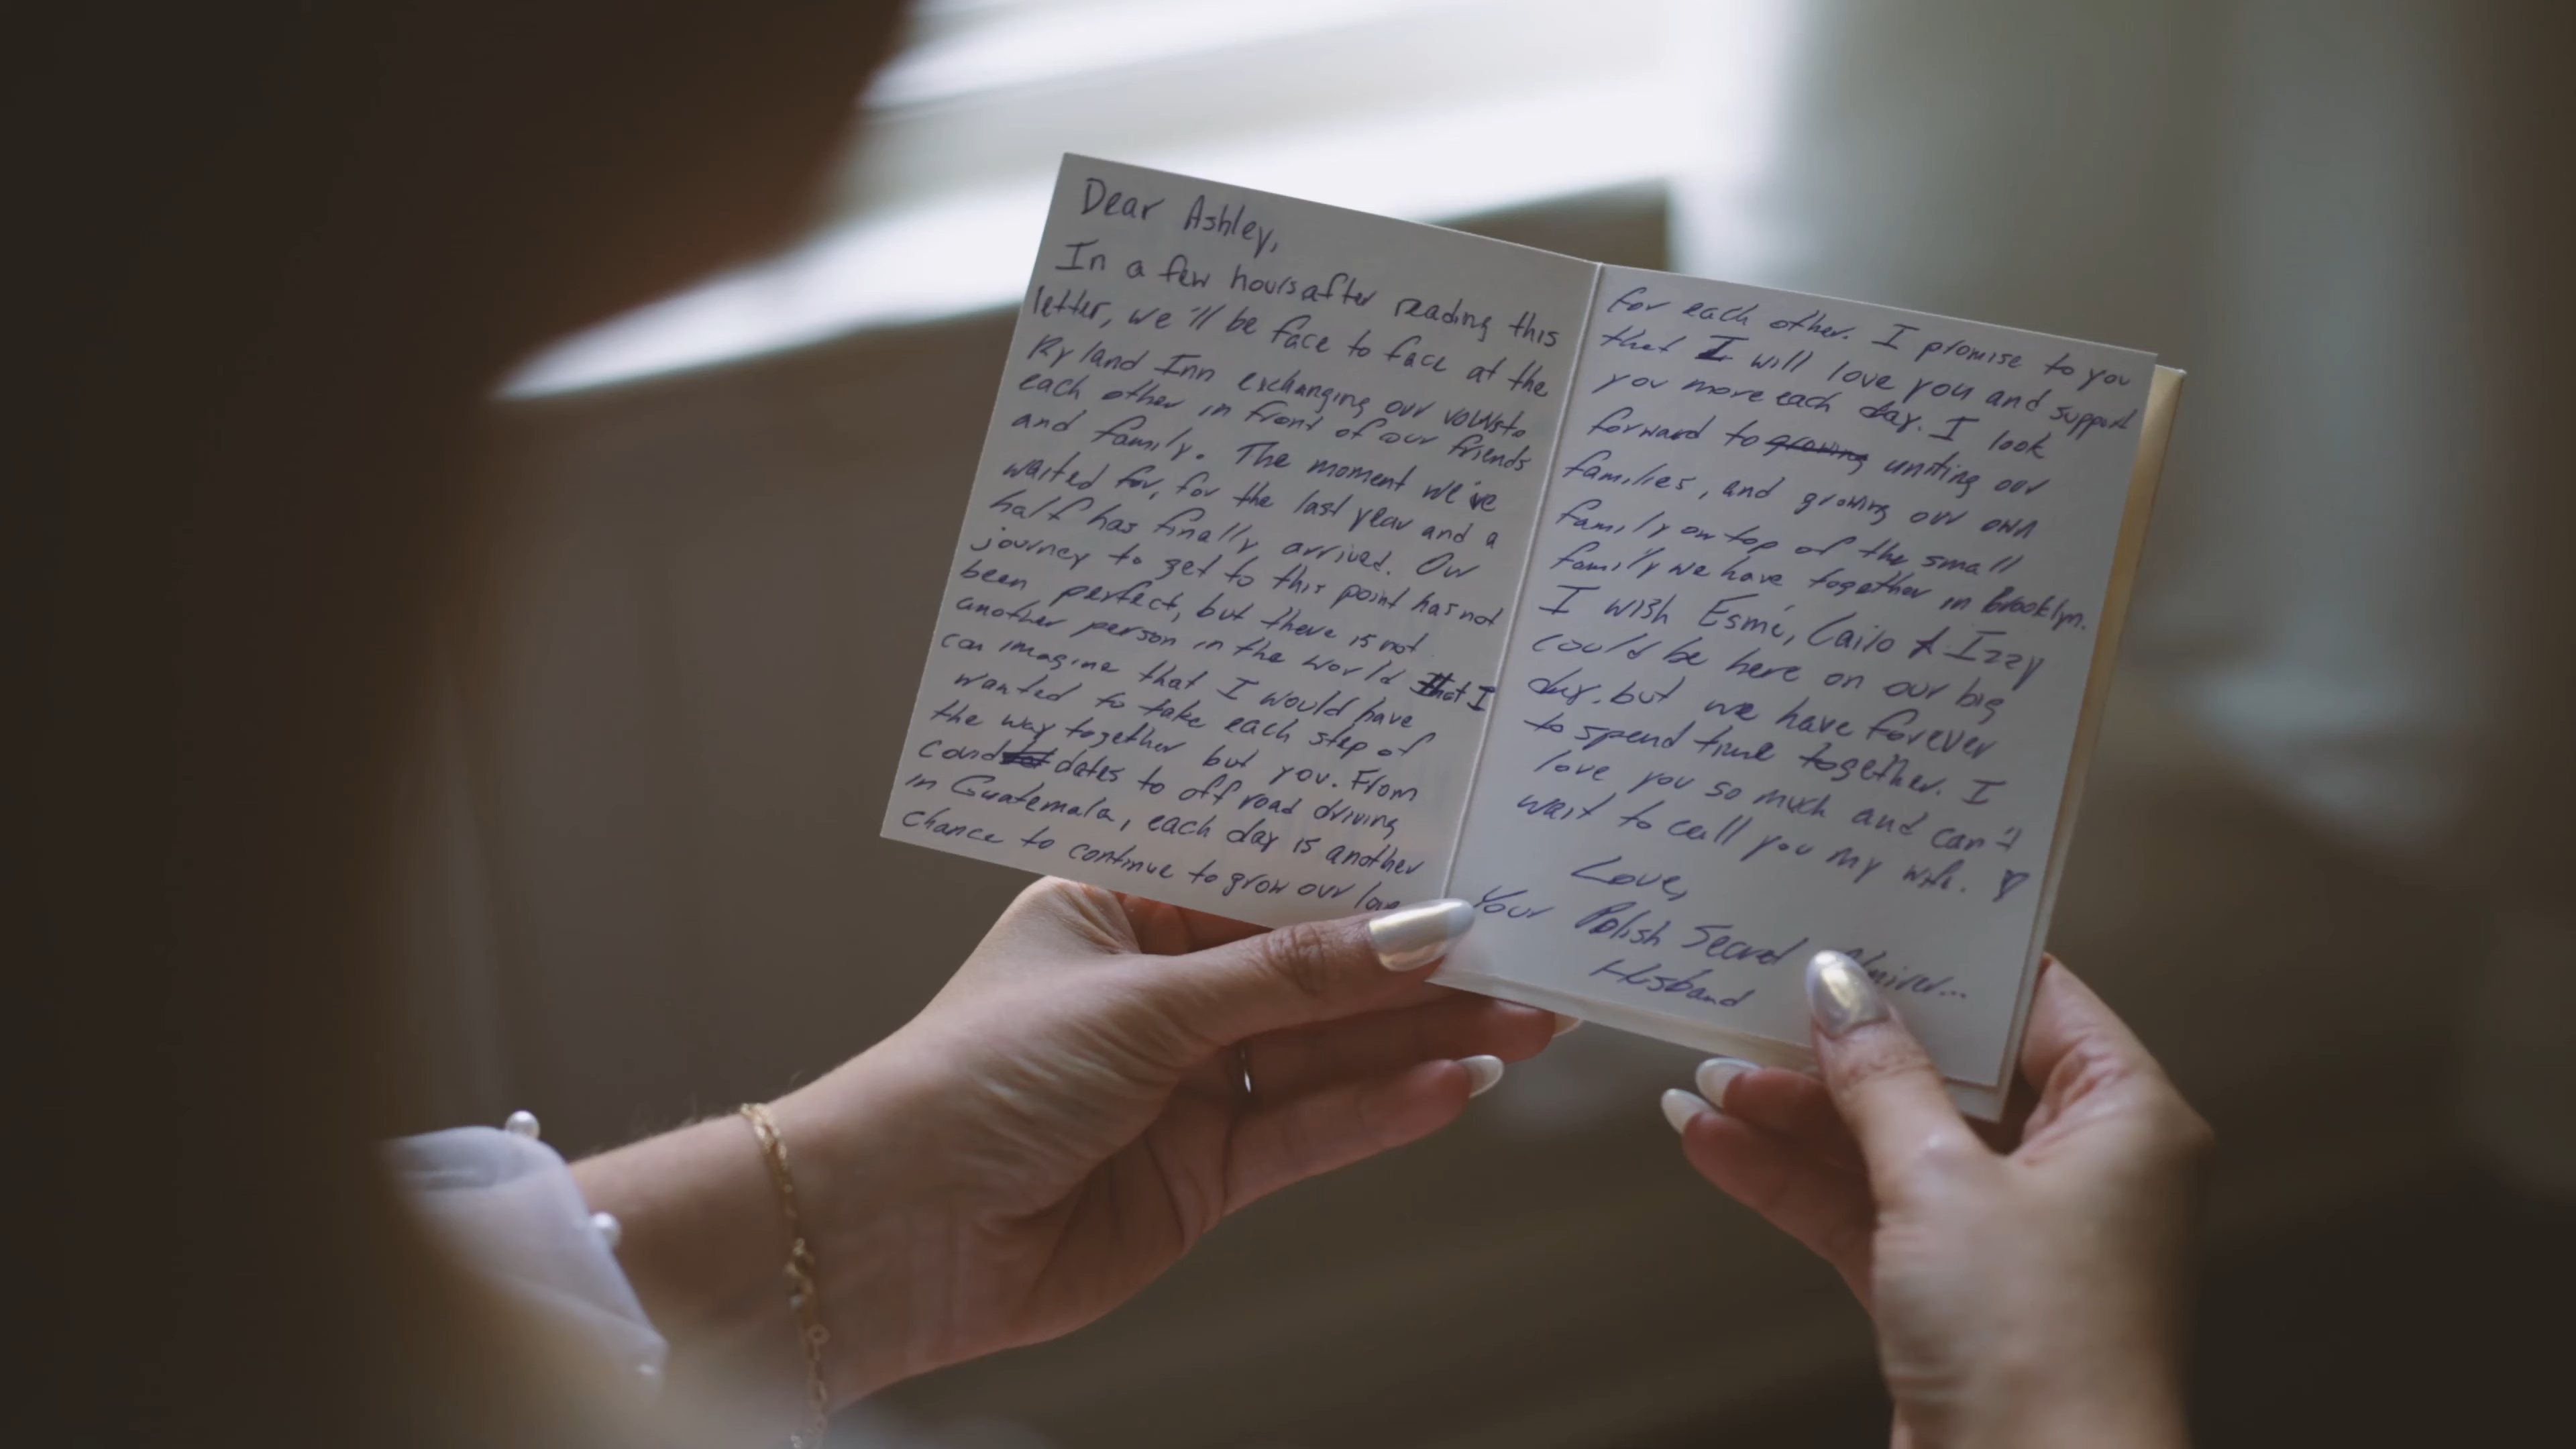 Dear Ashley,
In a few hours after reading this
letter, we'll be face to face at the
Ryland Inn exchanging our vows to
each other in front of our friends
and family. The moment we've
waited for, for the last year and a
half has finally arrived. Our
journey to get to this point has not
been perfect, but there is not
another person in the world that I
can imagine that I would have
wanted to take each step of
the way together but you. From
covid dates to off road driving
in Guatemala, each day is another
chance to continue to grow our love
for each other. I promise to you
that I will love you and support
you more each day. I look
forward to growing uniting our
families, and growing our own
family on top of the small
family we have together in Brooklyn.
I wish Esmé, Cairo & Izzy
could be here on our big
day, but we have forever
to spend time together. I
love you so much and can't
wait to call you my wife. ♡
Love,
Your Polish Secret Admirer...
Husband